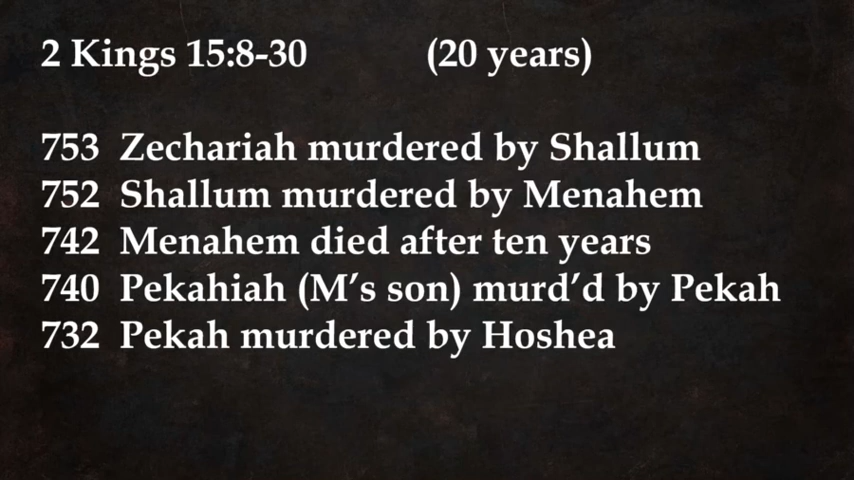 2 Kings 15:8-30 (20 years)
753 Zechariah murdered by Shallum
752 Shallum murdered by Menahem
742 Menahem died after ten years
740 Pekahiah (M’s son) murd’d by Pekah
732 Pekah murdered by Hoshea